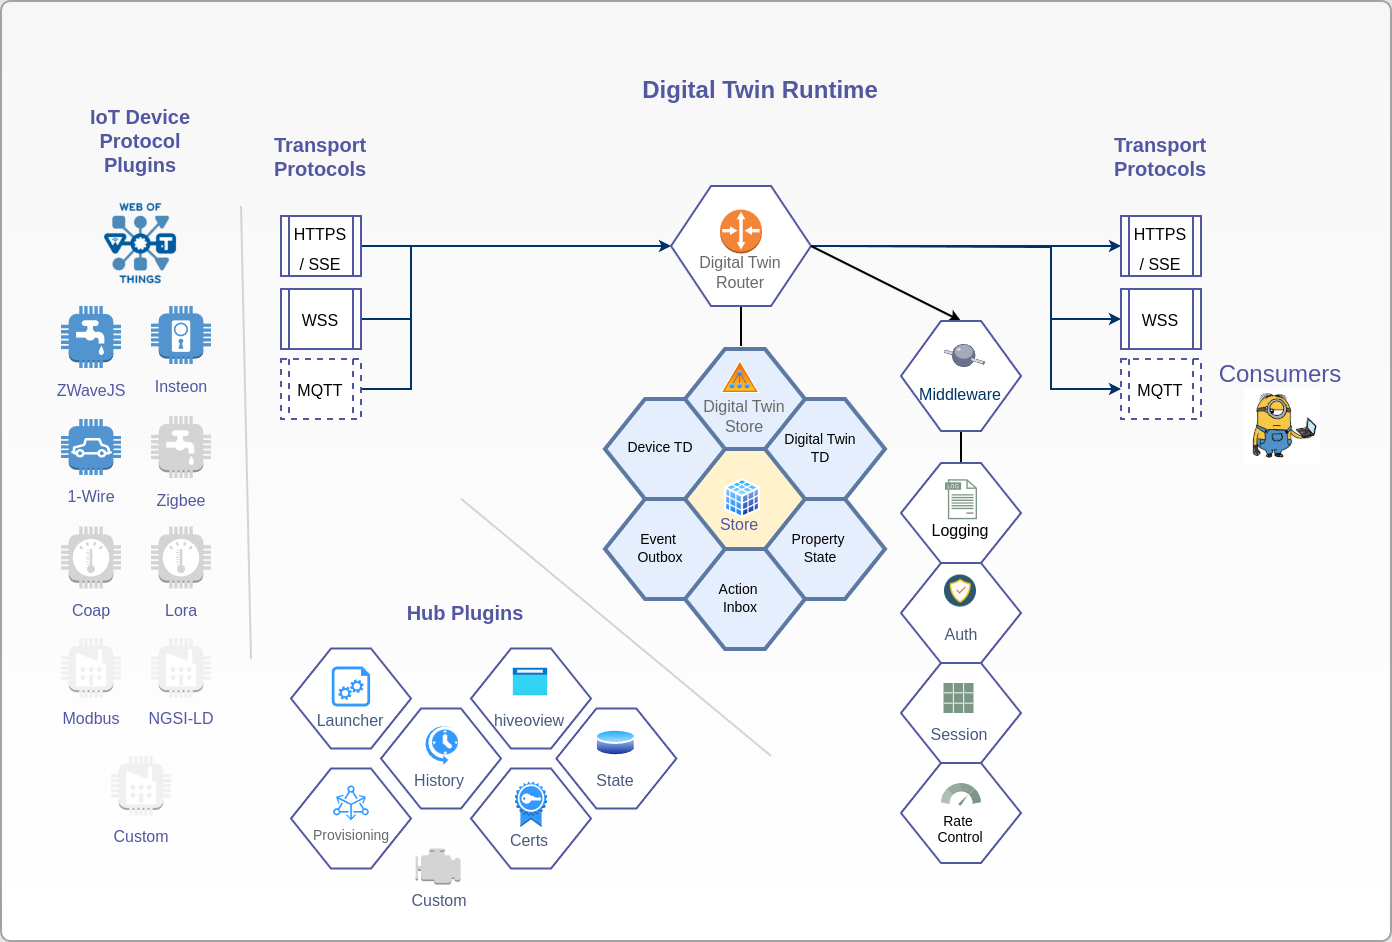 Digital Twin Runtime
IoT Device
Protocol
Plugins
Transport
Protocols
Transport
Protocols
WEB OF
T
THINGS
HTTPS
/ SSE
WSS
MQTT
Digital Twin
Router
HTTPS
/ SSE
WSS
MQTT
Consumers
ZWaveJS
Insteon
1-Wire
Zigbee
Coap
Lora
Modbus
NGSI-LD
Custom
Digital Twin
Store
Device TD
Digital Twin
TD
Store
Event
Outbox
Property
State
Action
Inbox
Middleware
LOG
Logging
Auth
Session
Rate
Control
Hub Plugins
Launcher
hiveoview
History
State
Provisioning
Certs
Custom